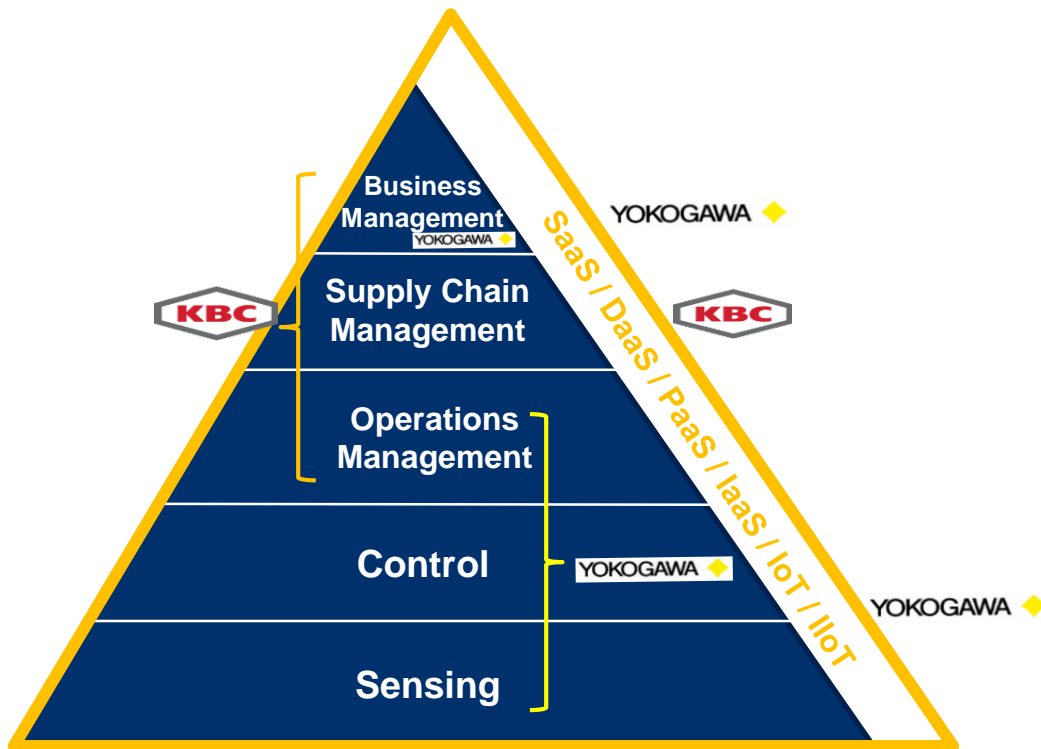 Business
Management
YOKOGAWA
YOKOGAWA
Supply Chain
Management
KBC
KBC
SaaS / DaaS / PaaS / IaaS / IoT / IIoT
Operations
Management
Control
YOKOGAWA
YOKOGAWA
Sensing